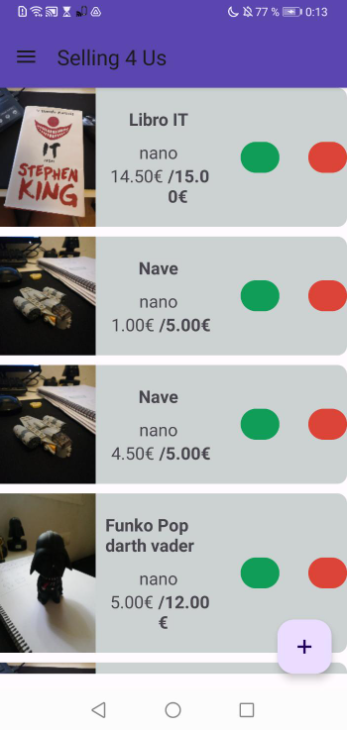 77 % 0:13
Selling 4 Us
IT
STEPHEN
KING
Libro IT
nano
14.50€ /15.0
0€
Nave
nano
1.00€ /5.00€
Nave
nano
4.50€ /5.00€
Funko Pop
darth vader
nano
5.00€ /12.00
€
+